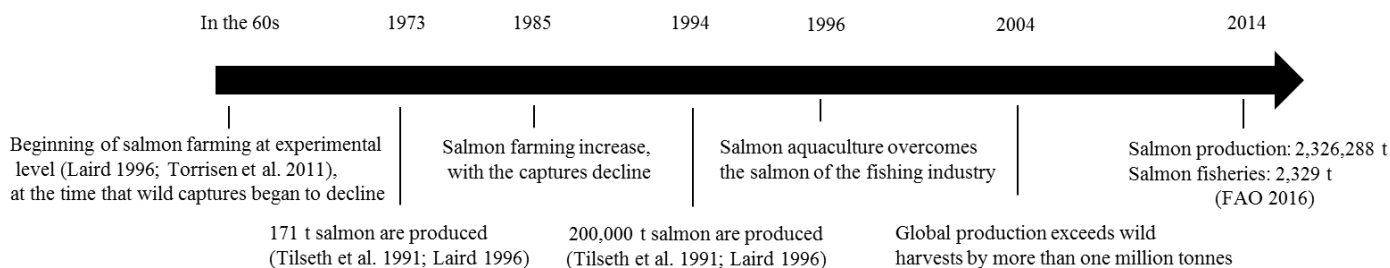 In the 60s
1973
1985
1994
1996
2004
2014
Beginning of salmon farming at experimental
level (Laird 1996; Torrisen et al. 2011),
at the time that wild captures began to decline
171 t salmon are produced
(Tilseth et al. 1991; Laird 1996)
Salmon farming increase,
with the captures decline
200,000 t salmon are produced
(Tilseth et al. 1991; Laird 1996)
Salmon aquaculture overcomes
the salmon of the fishing industry
Global production exceeds wild
harvests by more than one million tonnes
Salmon production: 2,326,288 t
Salmon fisheries: 2,329 t
(FAO 2016)